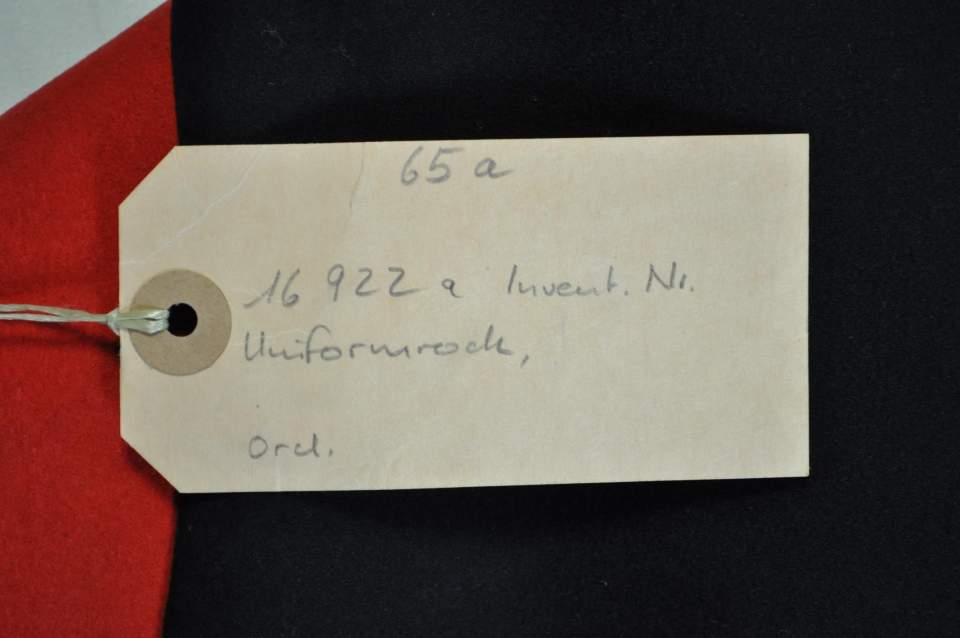 65 a
16 922 a Invent. Nr.
Uniformrock,
Ord.